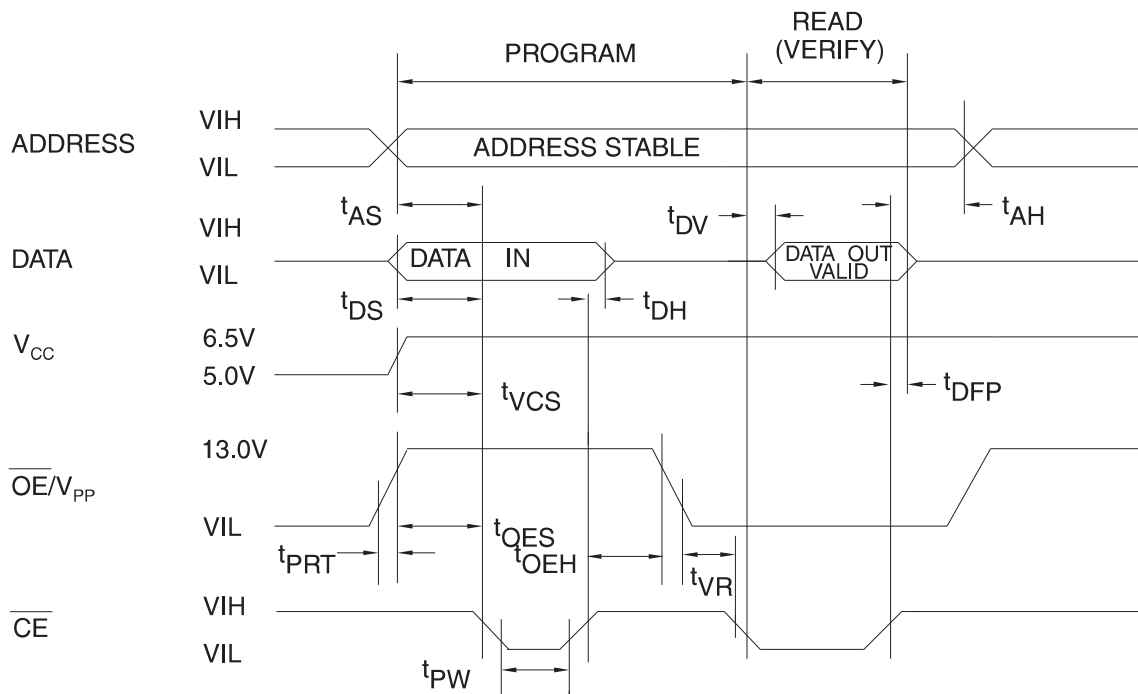 READ
(VERIFY)
PROGRAM
ADDRESS
VIH
VIL
ADDRESS STABLE
tAS
tDV
tAH
DATA
VIH
VIL
DATA IN
DATA OUT
VALID
tDS
tDH
VCC
6.5V
5.0V
tVCS
tDFP
OE/VPP
13.0V
VIL
tPRT
tOES
tOEH
tVR
CE
VIH
VIL
tPW